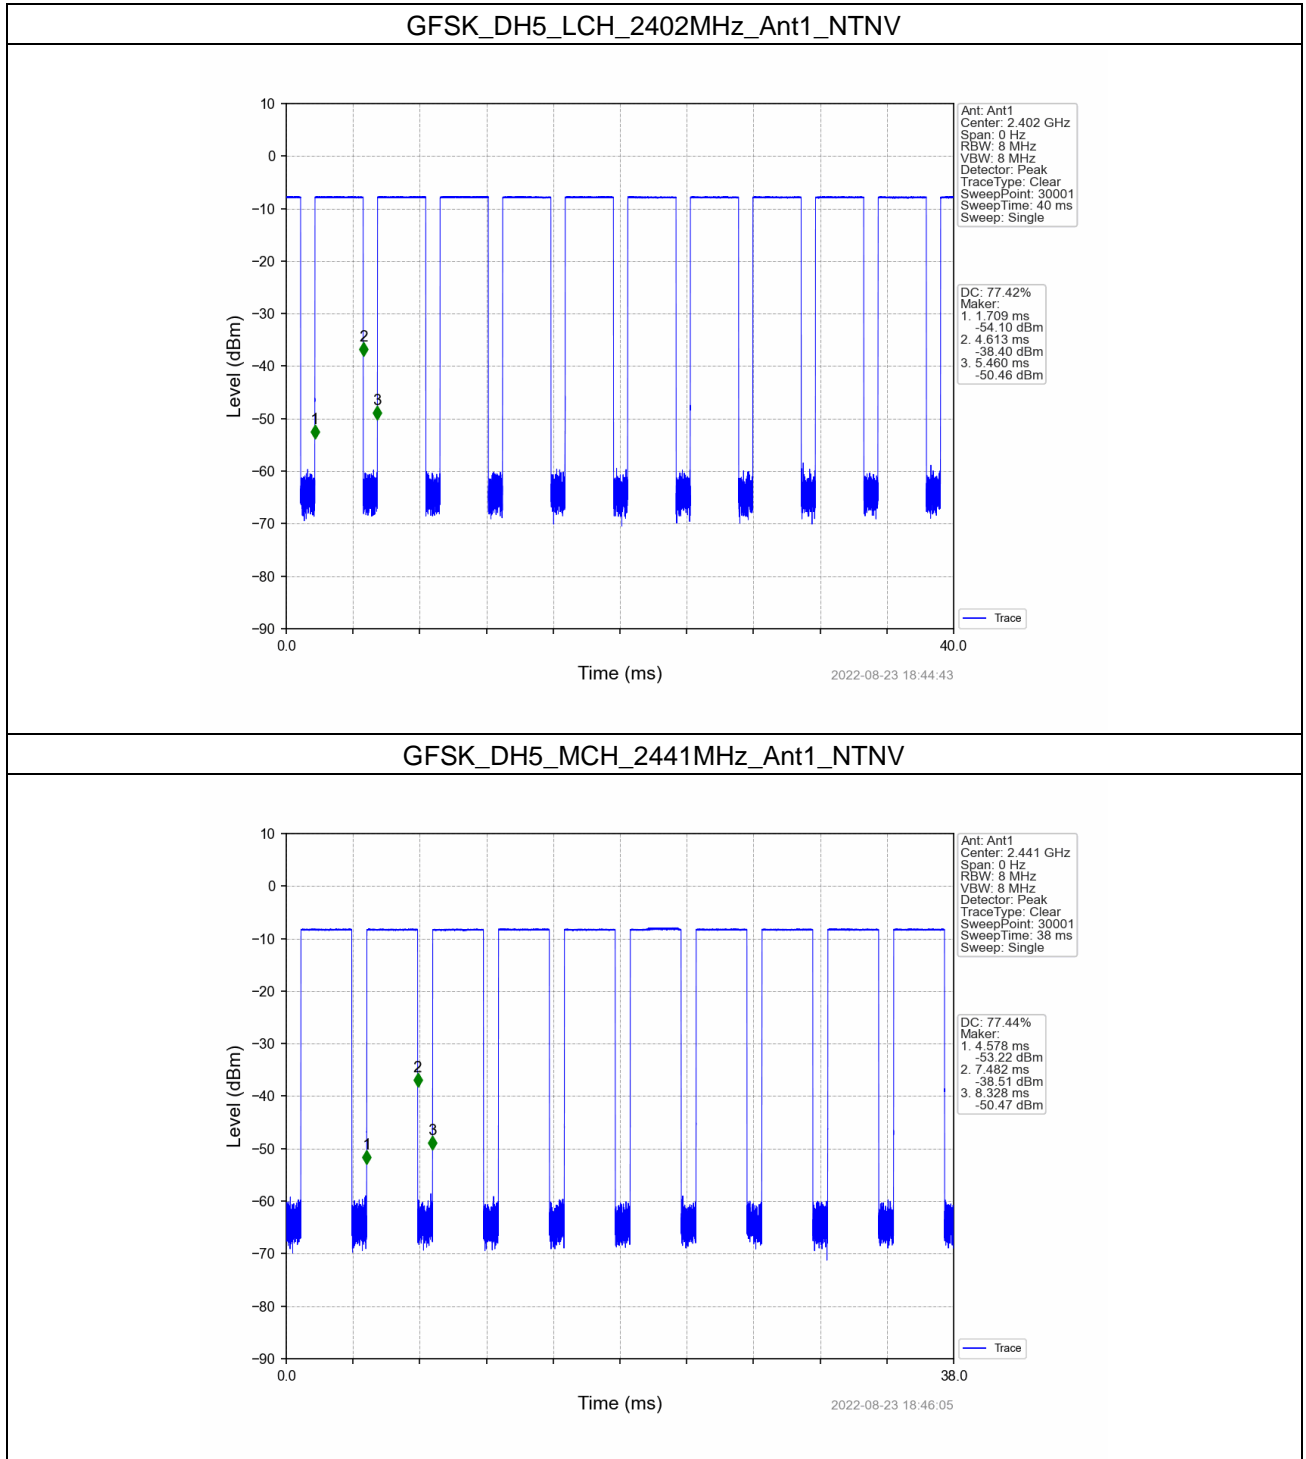 GFSK_DH5_LCH_2402MHz_Ant1_NTNV
10
0
−10
−20
−30
−40
−50
−60
−70
−80
−90
Level (dBm)
0.0
40.0
Time (ms)
2022-08-23 18:44:43
1
2
3
Ant: Ant1
Center: 2.402 GHz
Span: 0 Hz
RBW: 8 MHz
VBW: 8 MHz
Detector: Peak
TraceType: Clear
SweepPoint: 30001
SweepTime: 40 ms
Sweep: Single
DC: 77.42%
Maker:
1. 1.709 ms
-54.10 dBm
2. 4.613 ms
-38.40 dBm
3. 5.460 ms
-50.46 dBm
Trace
GFSK_DH5_MCH_2441MHz_Ant1_NTNV
10
0
−10
−20
−30
−40
−50
−60
−70
−80
−90
Level (dBm)
0.0
38.0
Time (ms)
2022-08-23 18:46:05
1
2
3
Ant: Ant1
Center: 2.441 GHz
Span: 0 Hz
RBW: 8 MHz
VBW: 8 MHz
Detector: Peak
TraceType: Clear
SweepPoint: 30001
SweepTime: 38 ms
Sweep: Single
DC: 77.44%
Maker:
1. 4.578 ms
-53.22 dBm
2. 7.482 ms
-38.51 dBm
3. 8.328 ms
-50.47 dBm
Trace